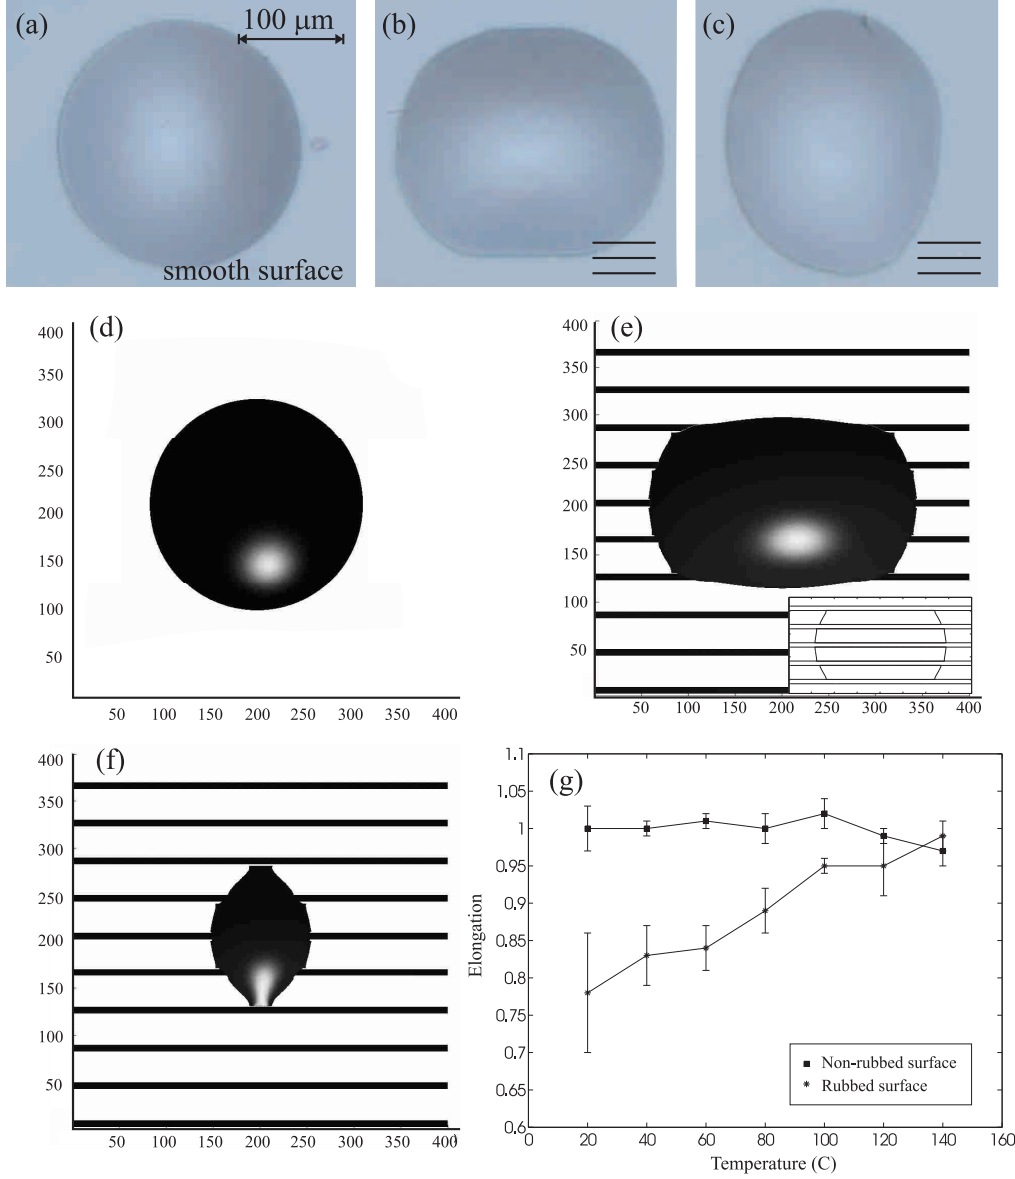 (a)
100 µm
smooth surface
(b)
(c)
(d)
400
350
300
250
200
150
100
50
50 100 150 200 250 300 350 400
(e)
400
350
300
250
200
150
100
50
50 100 150 200 250 300 350 400
(f)
400
350
300
250
200
150
100
50
50 100 150 200 250 300 350 400
(g)
Elongation
1.1
1.05
1
0.95
0.9
0.85
0.8
0.75
0.7
0.65
0.6
0 20 40 60 80 100 120 140 160
Temperature (C)
Non-rubbed surface
Rubbed surface